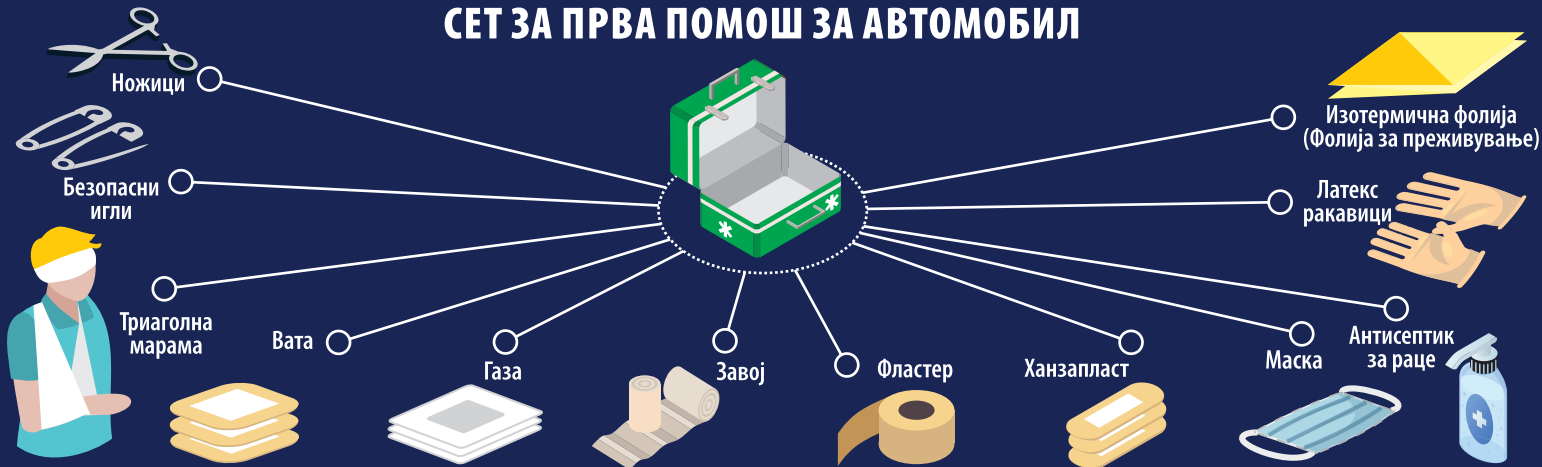 СЕТ ЗА ПРВА ПОМОШ ЗА АВТОМОБИЛ
Ножици
Безопасни
игли
Триаголна
марама
Вата
Газа
Завој
Фластер
Ханзапласт
Маска
Антисептик
за раце
Латекс
ракавици
Изотермична фолија
(Фолија за преживување)